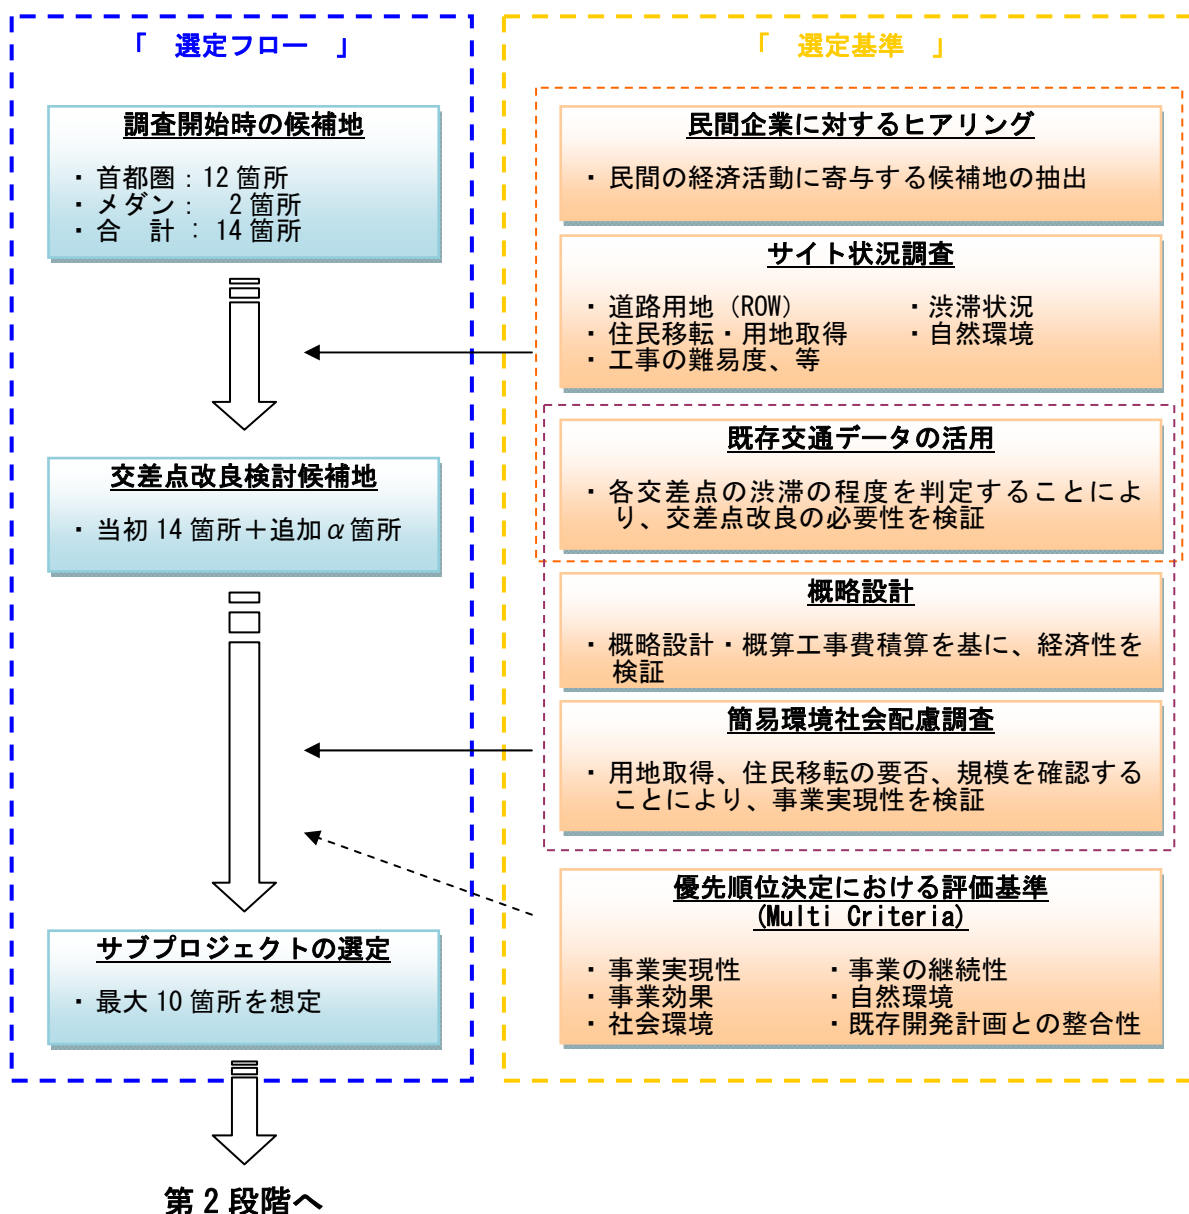 「 選定フロー 」
調査開始時の候補地
・首都圏：12箇所
・メダン： 2箇所
・合 計 ： 14箇所
交差点改良検討候補地
・当初14箇所＋追加α箇所
サブプロジェクトの選定
・最大10箇所を想定
第2段階へ
「 選定基準 」
民間企業に対するヒアリング
・民間の経済活動に寄与する候補地の抽出
サイト状況調査
・道路用地（ROW） ・渋滞状況
・住民移転・用地取得 ・自然環境
・工事の難易度、等
既存交通データの活用
・各交差点の渋滞の程度を判定することによ
り、交差点改良の必要性を検証
概略設計
・概略設計・概算工事費積算を基に、経済性を
検証
簡易環境社会配慮調査
・用地取得、住民移転の要否、規模を確認する
ことにより、事業実現性を検証
優先順位決定における評価基準
(Multi Criteria)
・事業実現性 ・事業の継続性
・事業効果 ・自然環境
・社会環境 ・既存開発計画との整合性